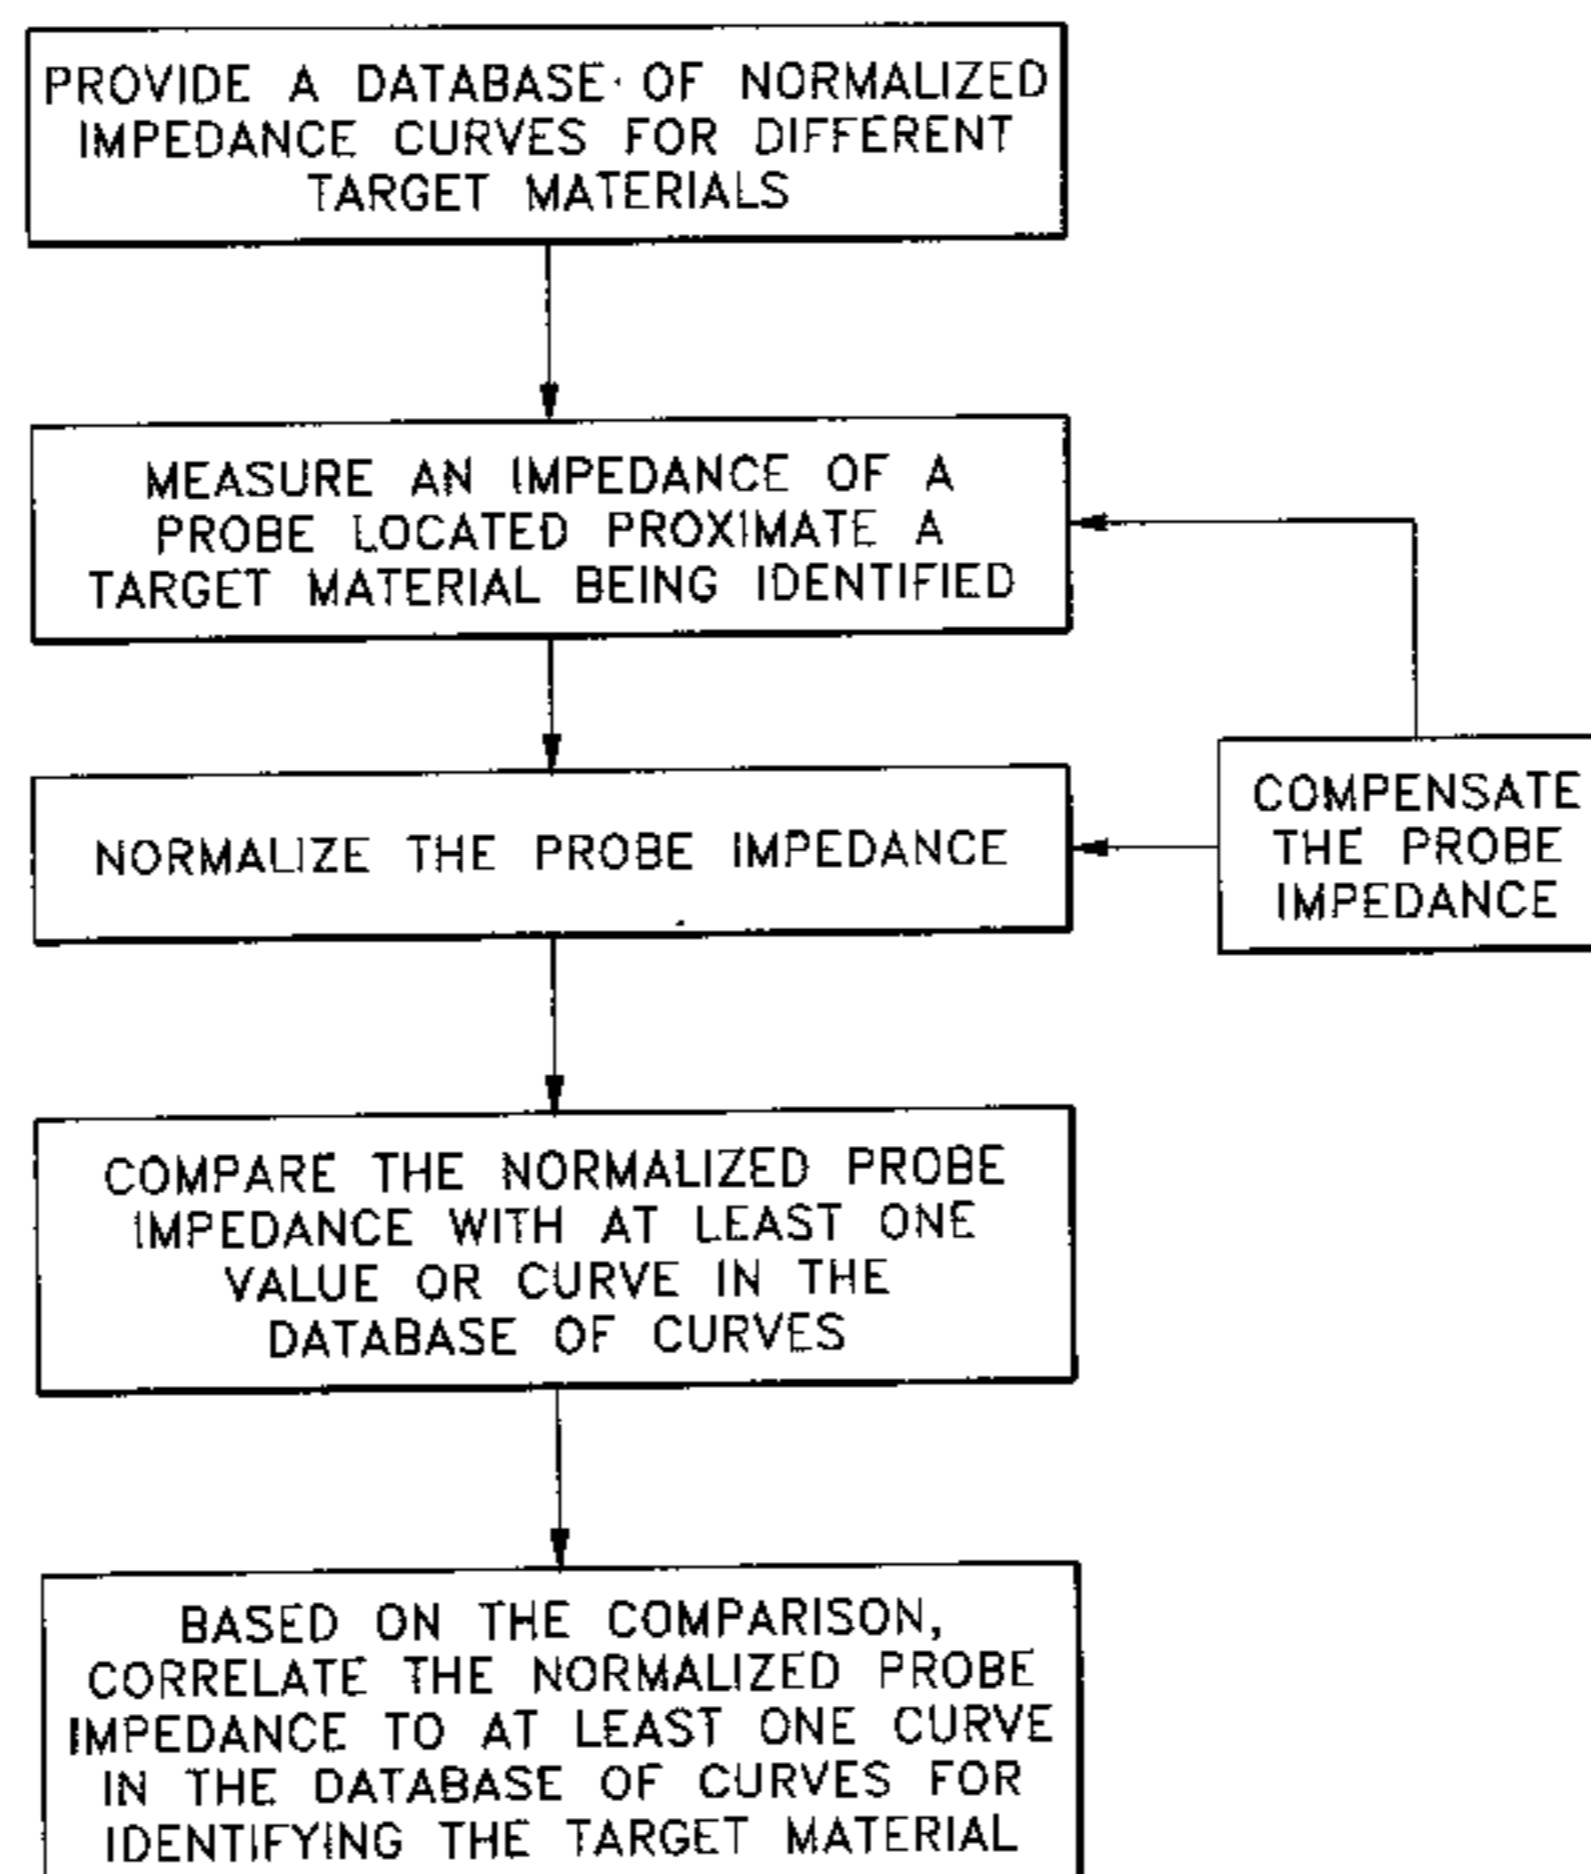 PROVIDE A DATABASE OF NORMALIZED
IMPEDANCE CURVES FOR DIFFERENT
TARGET MATERIALS
MEASURE AN IMPEDANCE OF A
PROBE LOCATED PROXIMATE A
TARGET MATERIAL BEING IDENTIFIED
NORMALIZE THE PROBE IMPEDANCE
COMPENSATE
THE PROBE
IMPEDANCE
COMPARE THE NORMALIZED PROBE
IMPEDANCE WITH AT LEAST ONE
VALUE OR CURVE IN THE
DATABASE OF CURVES
BASED ON THE COMPARISON,
CORRELATE THE NORMALIZED PROBE
IMPEDANCE TO AT LEAST ONE CURVE
IN THE DATABASE OF CURVES FOR
IDENTIFYING THE TARGET MATERIAL